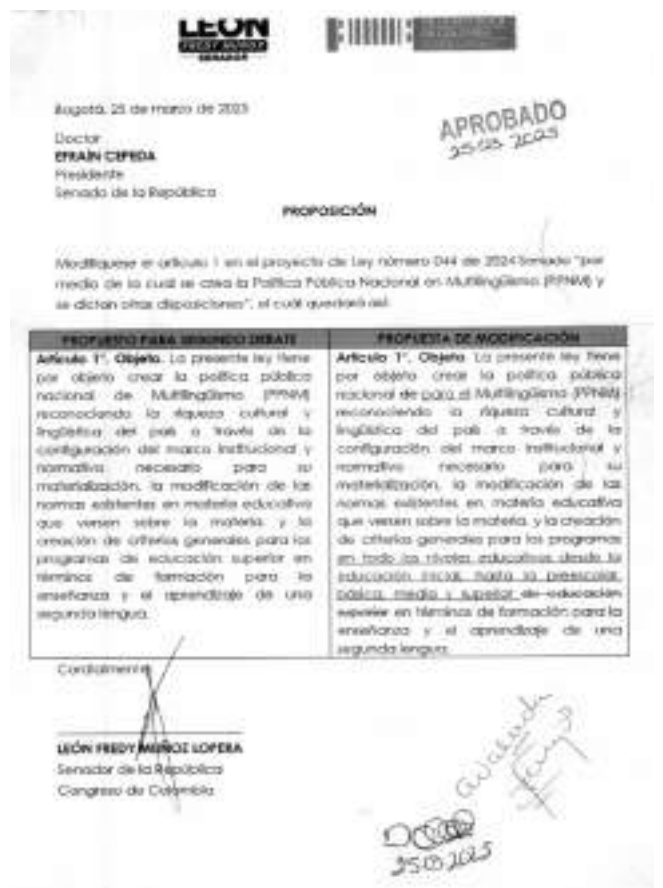 LEÓN
FREDY MUÑOZ
SENADOR
Bogotá, 25 de marzo de 2025
APROBADO
25 03 2025
Doctor
EFRAÍN CEPEDA
Presidente
Senado de la República
PROPOSICIÓN
Modifíquese el artículo 1 en el proyecto de Ley número 044 de 2024 Senado "por
medio de la cual se crea la Política Pública Nacional en Multilingüismo (PPNM) y
se dictan otras disposiciones", el cuál quedará así:
PROPUESTO PARA SEGUNDO DEBATE
Artículo 1°. Objeto. La presente ley tiene
por objeto crear la política pública
nacional de Multilingüismo (PPNM)
reconociendo la riqueza cultural y
lingüística del país a través de la
configuración del marco institucional y
normativo necesario para su
materialización, la modificación de las
normas existentes en materia educativa
que versen sobre la materia, y la
creación de criterios generales para los
programas de educación superior en
términos de formación para la
enseñanza y el aprendizaje de una
segunda lengua.
PROPUESTA DE MODIFICACIÓN
Artículo 1°. Objeto. La presente ley tiene
por objeto crear la política pública
nacional de para el Multilingüismo (PPNM)
reconociendo la riqueza cultural y
lingüística del país a través de la
configuración del marco institucional y
normativo necesario para su
materialización, la modificación de las
normas existentes en materia educativa
que versen sobre la materia, y la creación
de criterios generales para los programas
en todo los niveles educativos desde la
educación inicial, hasta la preescolar,
básica, media y superior de educación
superior en términos de formación para la
enseñanza y el aprendizaje de una
segunda lengua.
Cordialmente
LEÓN FREDY MUÑOZ LOPERA
Senador de la República
Congreso de Colombia
25 03 2025